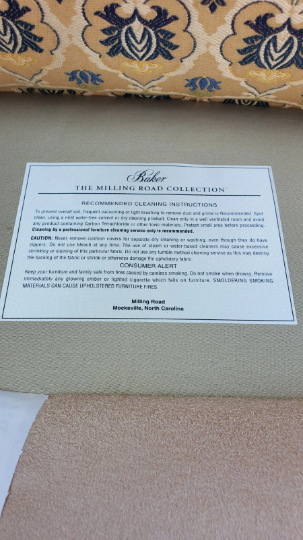 Baker
THE MILLING ROAD COLLECTION
RECOMMENDED CLEANING INSTRUCTIONS
To prevent overall soil, frequent vacuuming or light brushing to remove dust and grime is recommended. Spot
clean, using a mild water-free solvent or dry cleaning product. Clean only in a well ventilated room and avoid
any product containing Carbon Tetrachloride or other toxic materials. Pretest small area before proceeding.
Cleaning by a professional furniture cleaning service only is recommended.
CAUTION: Never remove cushion covers for separate dry cleaning or washing, even though they do have
zippers. Do not use bleach at any time. The use of steam or water-based cleaners may cause excessive
shrinking or staining of this particular fabric. Do not use any tumble method cleaning service as this may destroy
the backing of the fabric or shrink or otherwise damage the upholstery fabric.
CONSUMER ALERT
Keep your furniture and family safe from fires caused by careless smoking. Do not smoke when drowsy. Remove
immediately any glowing amber or lighted cigarette which falls on furniture. SMOLDERING SMOKING
MATERIALS CAN CAUSE UPHOLSTERED FURNITURE FIRES.
Milling Road
Mocksville, North Carolina